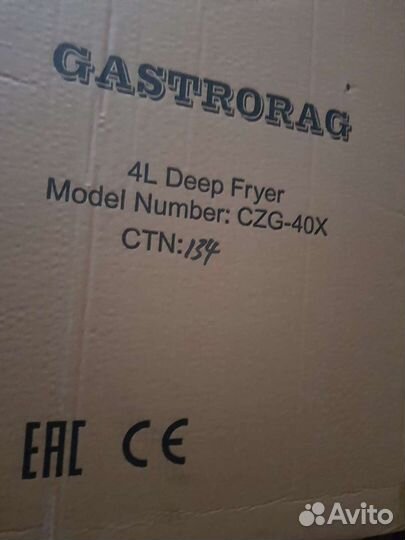 GASTRORAG
4L Deep Fryer
Model Number: CZG-40X
CTN:134
EAC CE
Avito